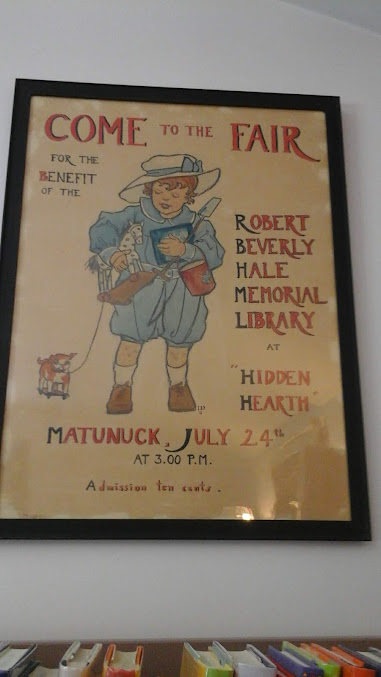 COME TO THE FAIR
FOR THE
BENEFIT
OF THE
ROBERT
BEVERLY
HALE
MEMORIAL
LIBRARY
AT
"HIDDEN
HEARTH"
MATUNUCK, JULY 24th
AT 3.00 P.M.
Admission ten cents.